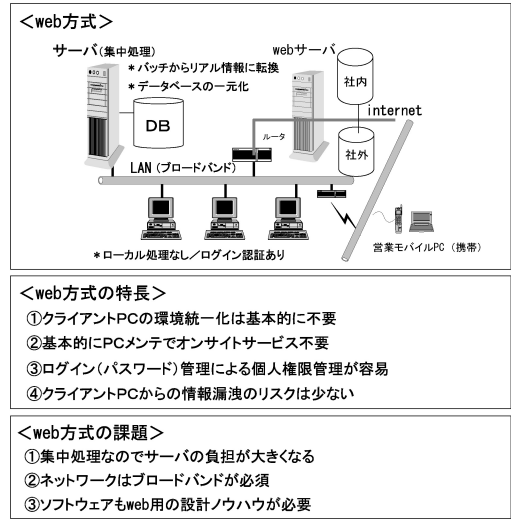 ＜web方式＞
サーバ(集中処理)
＊バッチからリアル情報に転換
＊データベースの一元化
DB
webサーバ
社内
internet
ルータ
社外
LAN (ブロードバンド)
営業モバイルPC (携帯)
＊ローカル処理なし／ログイン認証あり
＜web方式の特長＞
①クライアントPCの環境統一化は基本的に不要
②基本的にPCメンテでオンサイトサービス不要
③ログイン(パスワード)管理による個人権限管理が容易
④クライアントPCからの情報漏洩のリスクは少ない
＜web方式の課題＞
①集中処理なのでサーバの負担が大きくなる
②ネットワークはブロードバンドが必須
③ソフトウェアもweb用の設計ノウハウが必要